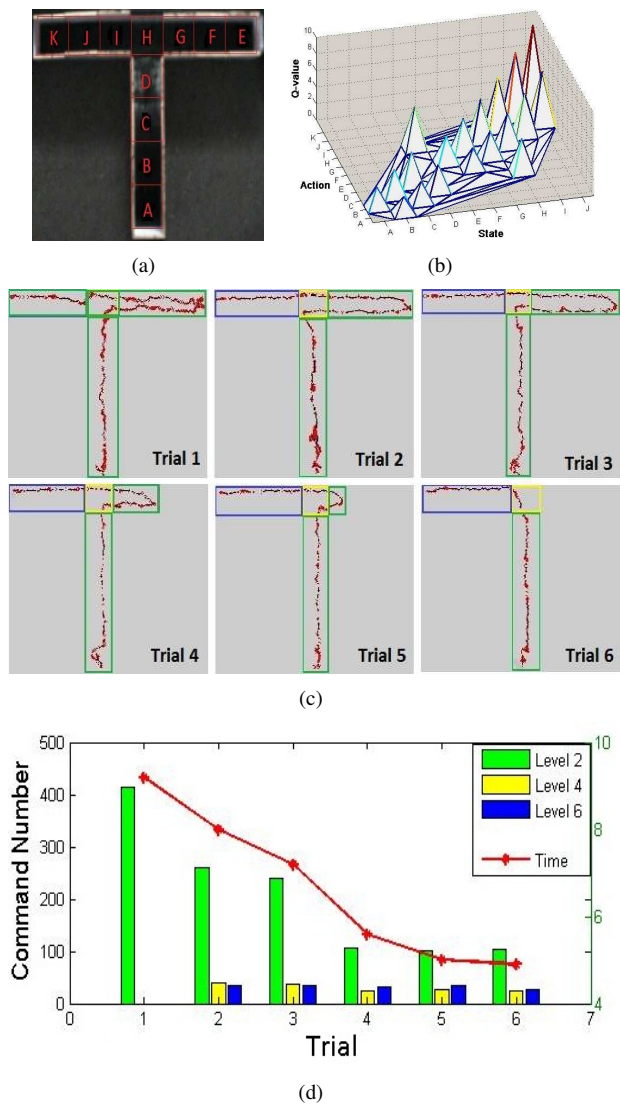 K J I H G F E
D
C
B
A
(a)
Q-value
10
8
6
4
2
0
Action
K
J
I
H
G
F
E
D
C
B
A
A B C D E F G H I J
State
(b)
Trial 1
Trial 2
Trial 3
Trial 4
Trial 5
Trial 6
(c)
Command Number
500
400
300
200
100
0
0 1 2 3 4 5 6 7
Trial
10
8
6
4
Level 2
Level 4
Level 6
Time
(d)